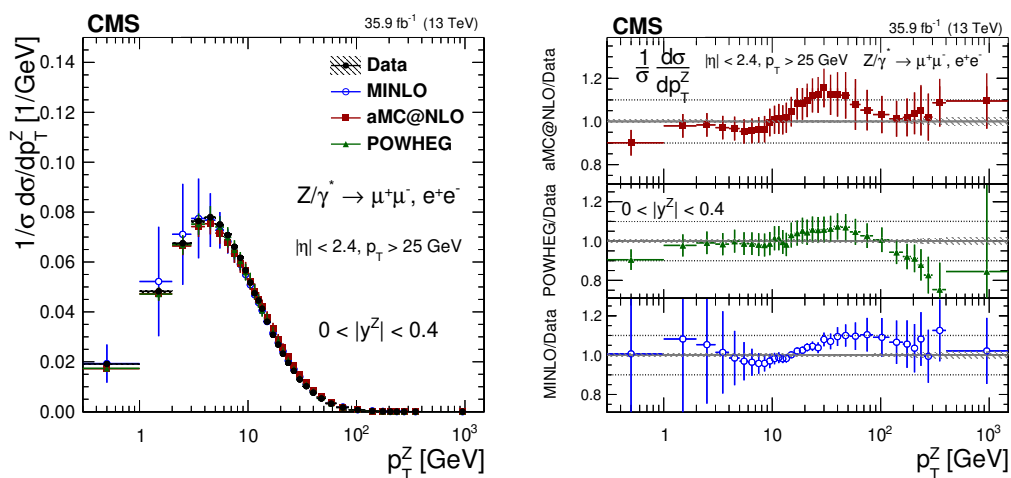 CMS
35.9 fb⁻¹ (13 TeV)
1/σ dσ/dp_T^Z [1/GeV]
0.14
0.12
0.10
0.08
0.06
0.04
0.02
0.00
Data
MINLO
aMC@NLO
POWHEG
Z/γ* → μ⁺μ⁻, e⁺e⁻
|η| < 2.4, p_T > 25 GeV
0 < |y^Z| < 0.4
1 10 10² 10³
p_T^Z [GeV]
CMS
35.9 fb⁻¹ (13 TeV)
1/σ dσ/dp_T^Z
|η| < 2.4, p_T > 25 GeV Z/γ* → μ⁺μ⁻, e⁺e⁻
aMC@NLO/Data
1.2
1.0
0.8
0 < |y^Z| < 0.4
POWHEG/Data
1.2
1.0
0.8
MINLO/Data
1.2
1.0
0.8
1 10 10² 10³
p_T^Z [GeV]